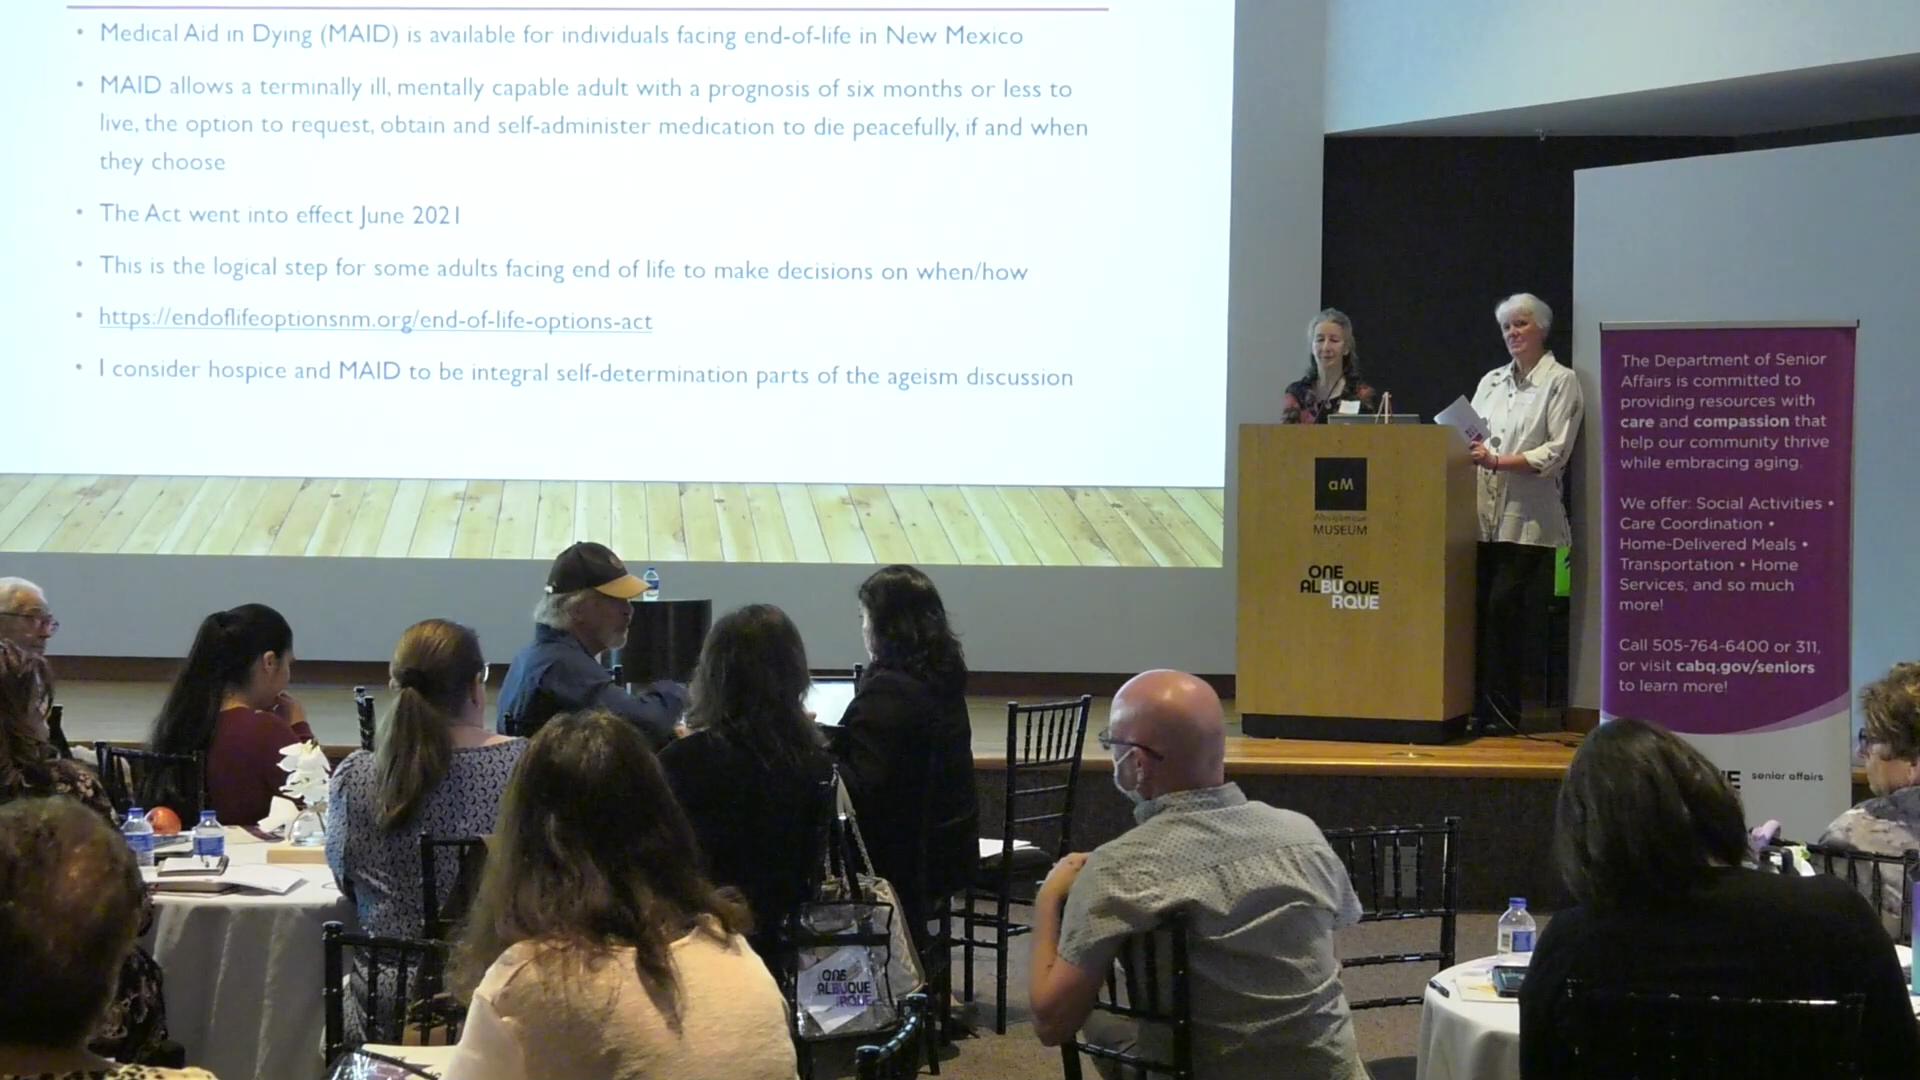 • Medical Aid in Dying (MAID) is available for individuals facing end-of-life in New Mexico
• MAID allows a terminally ill, mentally capable adult with a prognosis of six months or less to
live, the option to request, obtain and self-administer medication to die peacefully, if and when
they choose
• The Act went into effect June 2021
• This is the logical step for some adults facing end of life to make decisions on when/how
• https://endoflifeoptionsnm.org/end-of-life-options-act
• I consider hospice and MAID to be integral self-determination parts of the ageism discussion
aM
Albuquerque
MUSEUM
ONE
ALBUQUE
RQUE
The Department of Senior
Affairs is committed to
providing resources with
care and compassion that
help our community thrive
while embracing aging.
We offer: Social Activities •
Care Coordination •
Home-Delivered Meals •
Transportation • Home
Services, and so much
more!
Call 505-764-6400 or 311,
or visit cabq.gov/seniors
to learn more!
senior affairs
ONE
ALBUQUE
RQUE